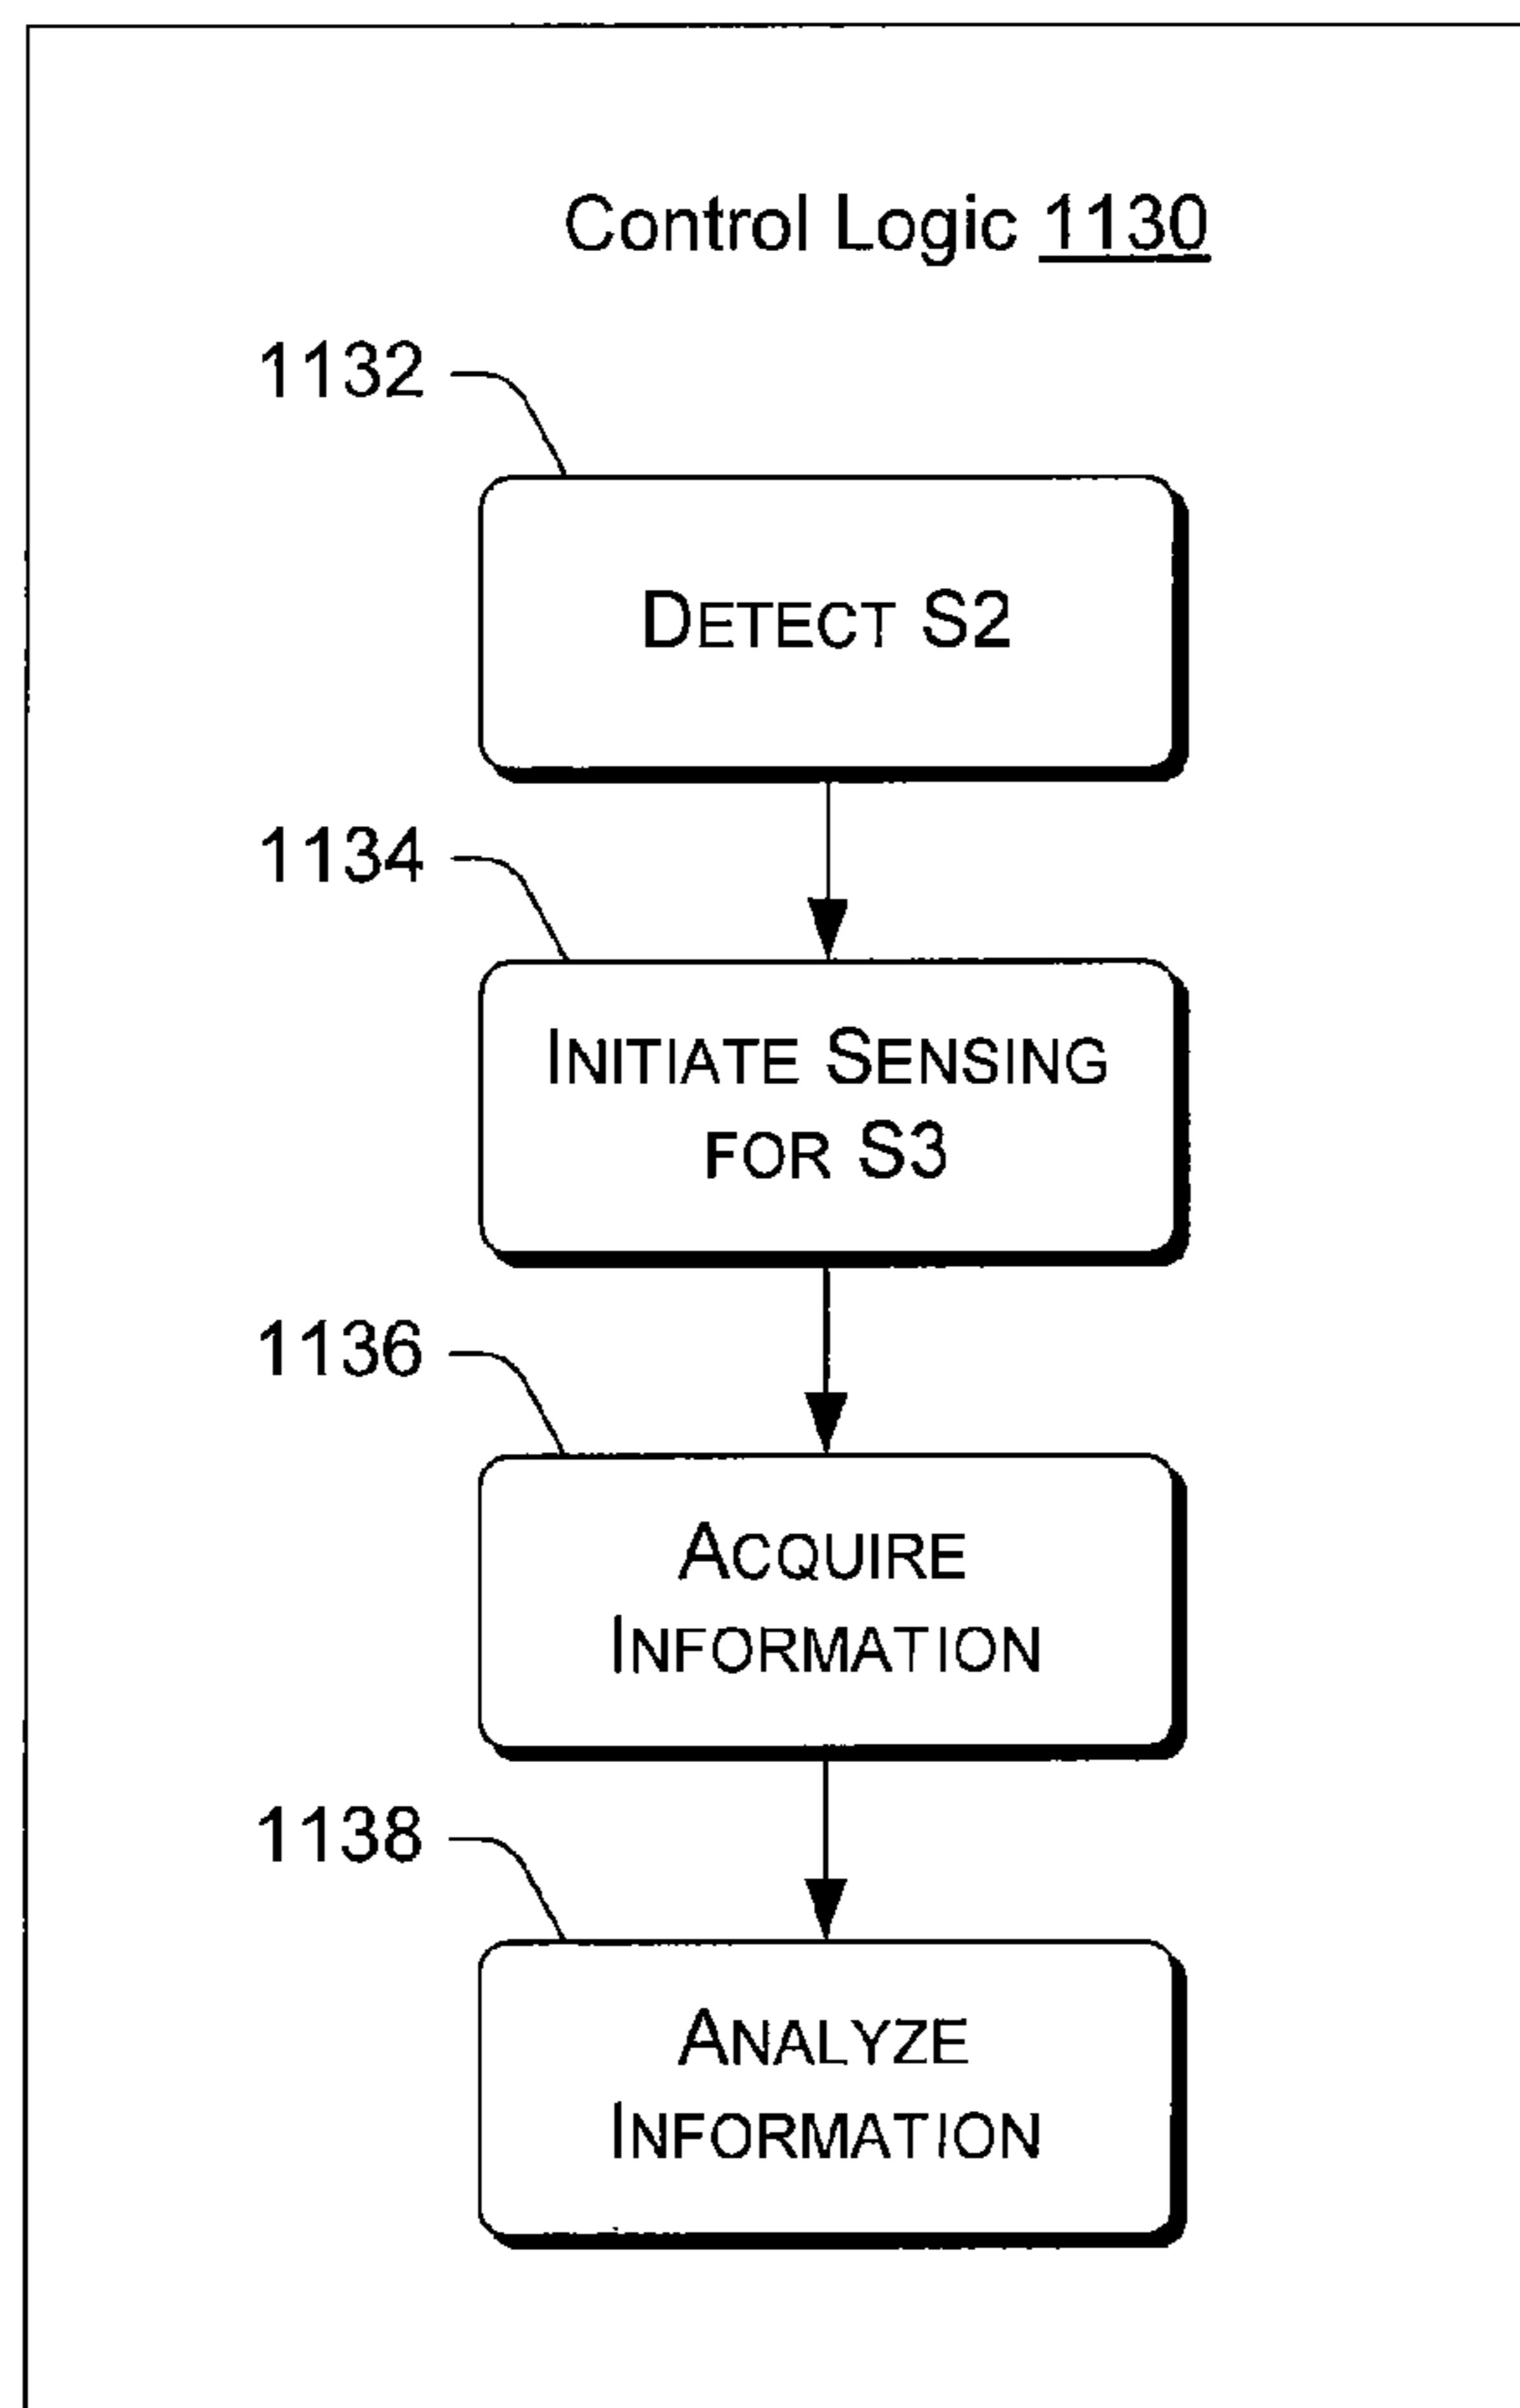 Control Logic 1130
1132
DETECT S2
1134
INITIATE SENSING
FOR S3
1136
ACQUIRE
INFORMATION
1138
ANALYZE
INFORMATION